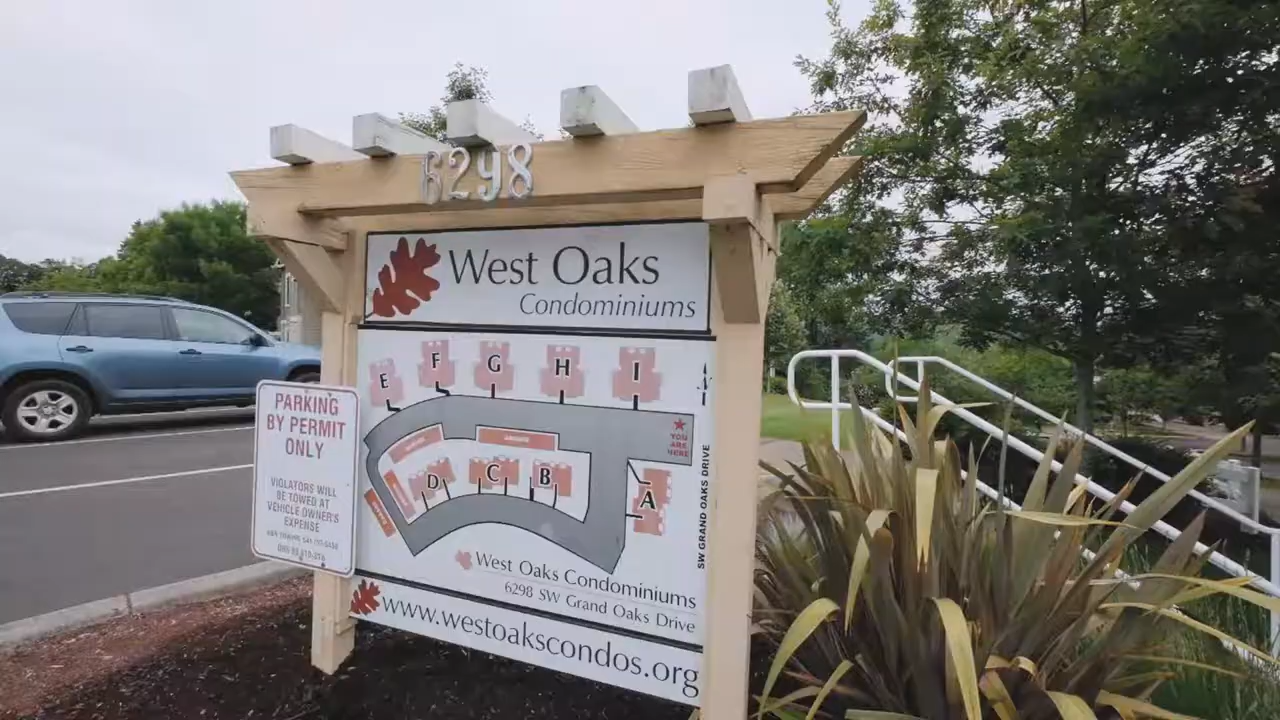 6298
West Oaks
Condominiums
E F G H I
YOU
ARE
HERE
D C B A
SW GRAND OAKS DRIVE
West Oaks Condominiums
6298 SW Grand Oaks Drive
www.westoakscondos.org
PARKING
BY PERMIT
ONLY
VIOLATORS WILL
BE TOWED AT
VEHICLE OWNER'S
EXPENSE